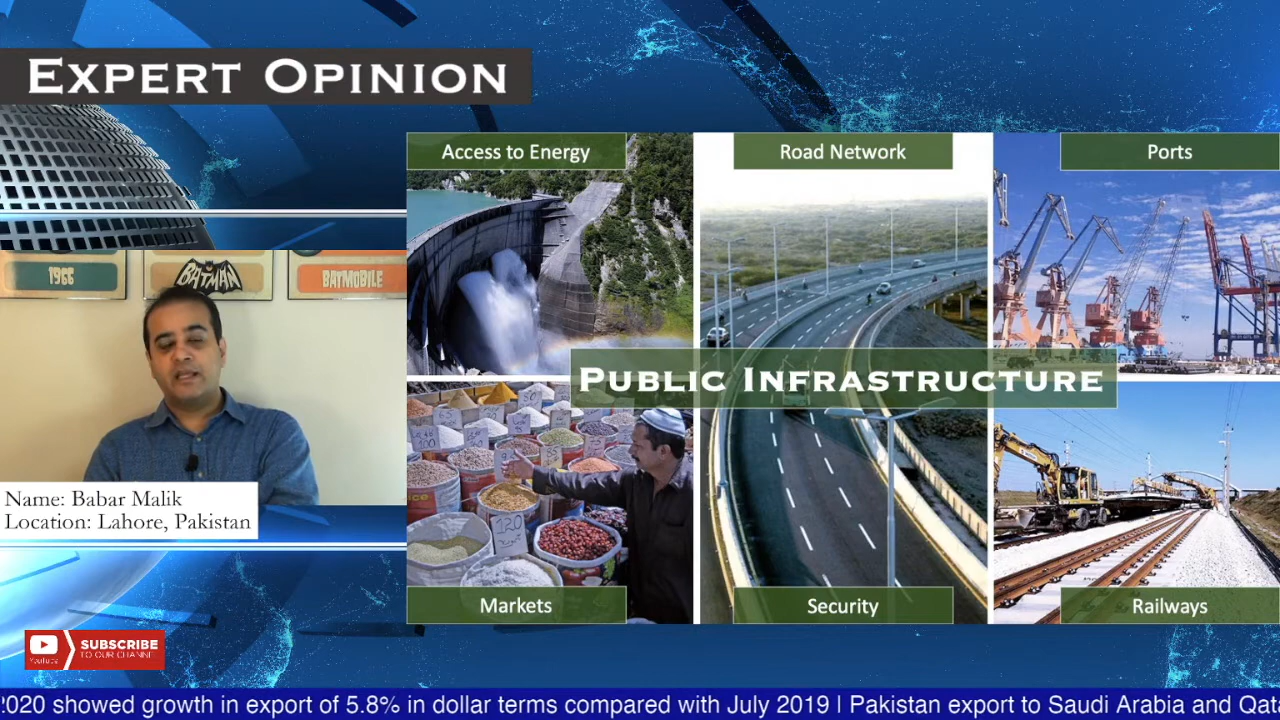 EXPERT OPINION
Access to Energy
Road Network
Ports
1966
BATMAN
BATMOBILE
PUBLIC INFRASTRUCTURE
120
Name: Babar Malik
Location: Lahore, Pakistan
Markets
Security
Railways
YouTube
SUBSCRIBE
TO OUR CHANNEL
2020 showed growth in export of 5.8% in dollar terms compared with July 2019 | Pakistan export to Saudi Arabia and Qat